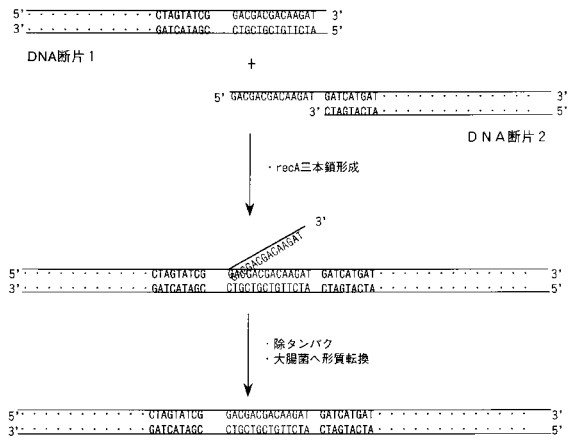 5'· · · · · · · · · · · · · CTAGTATCG GACGACGACAAGAT 3'
3'· · · · · · · · · · · · · GATCATAGC CTGCTGCTGTTCTA 5'
DNA断片1
+
5' GACGACGACAAGAT GATCATGAT· · · · · · · · · · · · · 3'
3' CTAGTACTA· · · · · · · · · · · · · 5'
DNA断片2
・recA三本鎖形成
3'
GACGACGACAAGAT
5'· · · · · · · · · · · · · CTAGTATCG GACGACGACAAGAT GATCATGAT· · · · · · · · · · · · · 3'
3'· · · · · · · · · · · · · GATCATAGC CTGCTGCTGTTCTA CTAGTACTA· · · · · · · · · · · · · 5'
・除タンパク
・大腸菌へ形質転換
5'· · · · · · · · · · · · · CTAGTATCG GACGACGACAAGAT GATCATGAT· · · · · · · · · · · · · 3'
3'· · · · · · · · · · · · · GATCATAGC CTGCTGCTGTTCTA CTAGTACTA· · · · · · · · · · · · · 5'